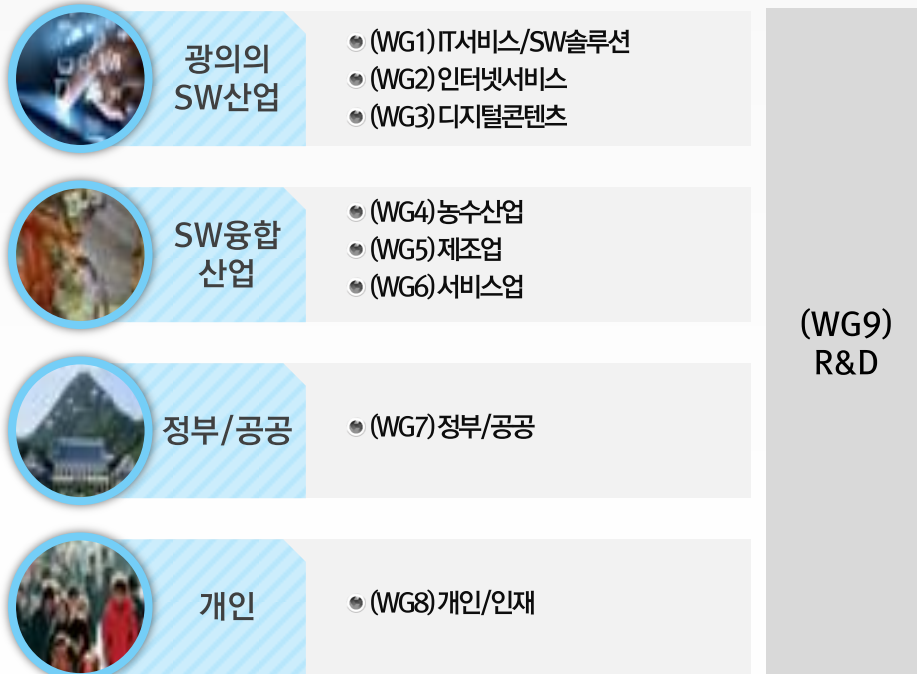 광의의
SW산업
(WG1) IT서비스/SW솔루션
(WG2) 인터넷서비스
(WG3) 디지털콘텐츠
SW융합
산업
(WG4) 농수산업
(WG5) 제조업
(WG6) 서비스업
정부/공공
(WG7) 정부/공공
개인
(WG8) 개인/인재
(WG9)
R&D